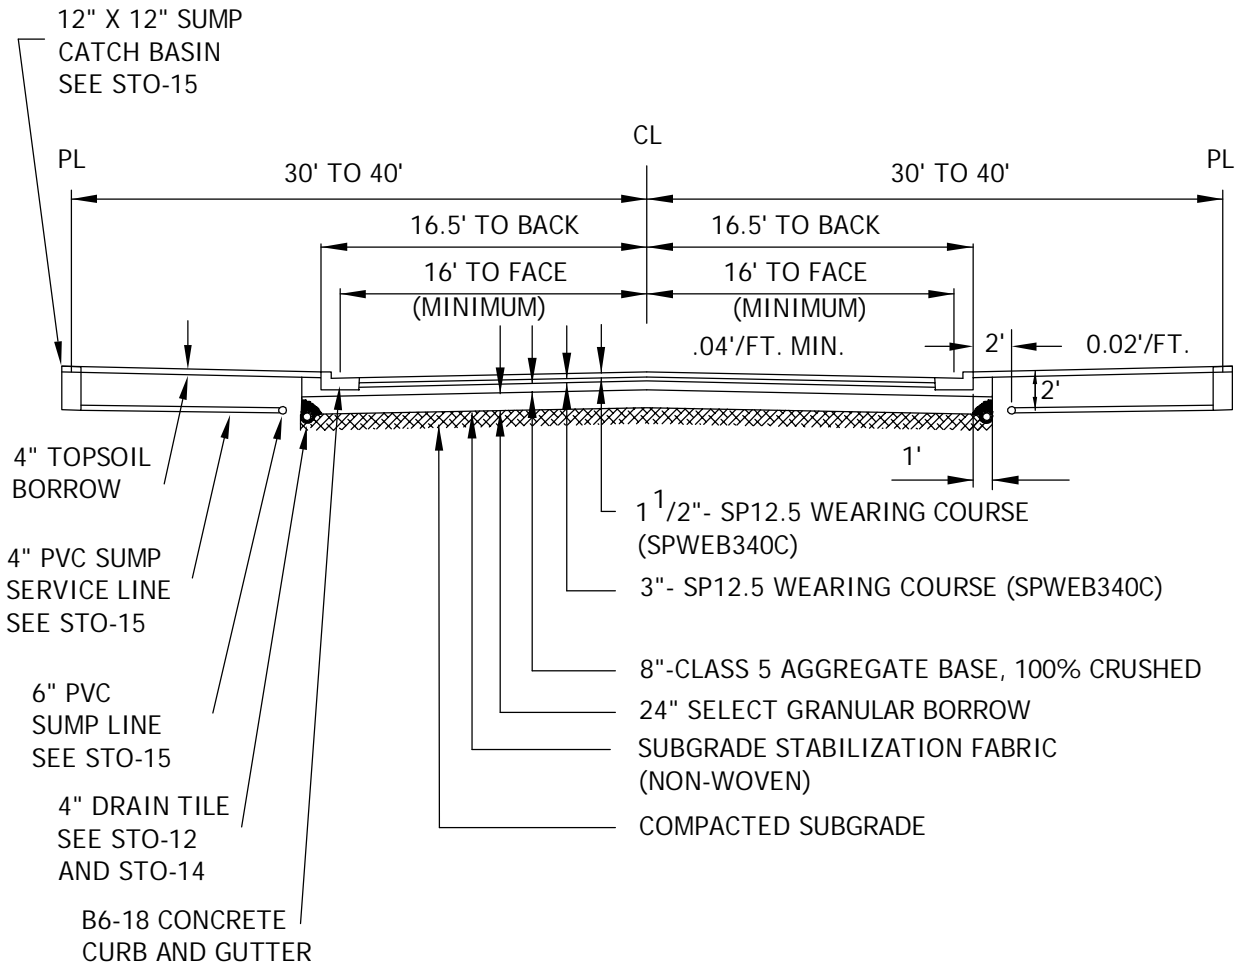 12" X 12" SUMP
CATCH BASIN
SEE STO-15
CL
PL
PL
30' TO 40'
30' TO 40'
16.5' TO BACK
16.5' TO BACK
16' TO FACE
(MINIMUM)
16' TO FACE
(MINIMUM)
.04'/FT. MIN.
2'
0.02'/FT.
2'
1'
4" TOPSOIL
BORROW
4" PVC SUMP
SERVICE LINE
SEE STO-15
6" PVC
SUMP LINE
SEE STO-15
4" DRAIN TILE
SEE STO-12
AND STO-14
B6-18 CONCRETE
CURB AND GUTTER
1 1/2"- SP12.5 WEARING COURSE
(SPWEB340C)
3"- SP12.5 WEARING COURSE (SPWEB340C)
8"-CLASS 5 AGGREGATE BASE, 100% CRUSHED
24" SELECT GRANULAR BORROW
SUBGRADE STABILIZATION FABRIC
(NON-WOVEN)
COMPACTED SUBGRADE